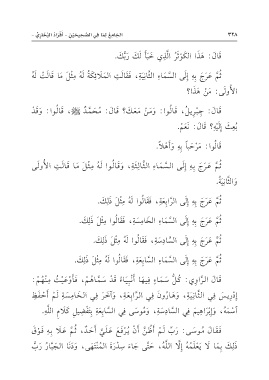 ٣٢٨ الجامع لما في الصحيحين - أفراد البخاري -
قَالَ: هَذَا الكَوْثَرُ الَّذِي خَبَأَ لَكَ رَبُّكَ.
ثُمَّ عَرَجَ بِهِ إِلَى السَّمَاءِ الثَّانِيَةِ، فَقَالَتِ المَلَائِكَةُ لَهُ مِثْلَ مَا قَالَتْ لَهُ
الأُولَى: مَنْ هَذَا؟
قَالَ: جِبْرِيلُ، قَالُوا: وَمَنْ مَعَكَ؟ قَالَ: مُحَمَّدٌ ﷺ، قَالُوا: وَقَدْ
بُعِثَ إِلَيْهِ؟ قَالَ: نَعَمْ.
قَالُوا: مَرْحَباً بِهِ وَأَهْلاً.
ثُمَّ عَرَجَ بِهِ إِلَى السَّمَاءِ الثَّالِثَةِ، وَقَالُوا لَهُ مِثْلَ مَا قَالَتِ الأُولَى
وَالثَّانِيَةُ.
ثُمَّ عَرَجَ بِهِ إِلَى الرَّابِعَةِ، فَقَالُوا لَهُ مِثْلَ ذَلِكَ.
ثُمَّ عَرَجَ بِهِ إِلَى السَّمَاءِ الخَامِسَةِ، فَقَالُوا مِثْلَ ذَلِكَ.
ثُمَّ عَرَجَ بِهِ إِلَى السَّادِسَةِ، فَقَالُوا لَهُ مِثْلَ ذَلِكَ.
ثُمَّ عَرَجَ بِهِ إِلَى السَّمَاءِ السَّابِعَةِ، فَقَالُوا لَهُ مِثْلَ ذَلِكَ.
قَالَ الرَّاوِي: كُلُّ سَمَاءٍ فِيهَا أَنْبِيَاءُ قَدْ سَمَّاهُمْ، فَأَوْعَيْتُ مِنْهُمْ:
إِدْرِيسَ فِي الثَّانِيَةِ، وَهَارُونَ فِي الرَّابِعَةِ، وَآخَرَ فِي الخَامِسَةِ لَمْ أَحْفَظِ
اسْمَهُ، وَإِبْرَاهِيمَ فِي السَّادِسَةِ، وَمُوسَى فِي السَّابِعَةِ بِتَفْضِيلِ كَلَامِ اللَّهِ.
فَقَالَ مُوسَى: رَبِّ لَمْ أَظُنَّ أَنْ يُرْفَعَ عَلَيَّ أَحَدٌ، ثُمَّ عَلَا بِهِ فَوْقَ
ذَلِكَ بِمَا لَا يَعْلَمُهُ إِلَّا اللَّهُ، حَتَّى جَاءَ سِدْرَةَ المُنْتَهَى، وَدَنَا الجَبَّارُ رَبُّ